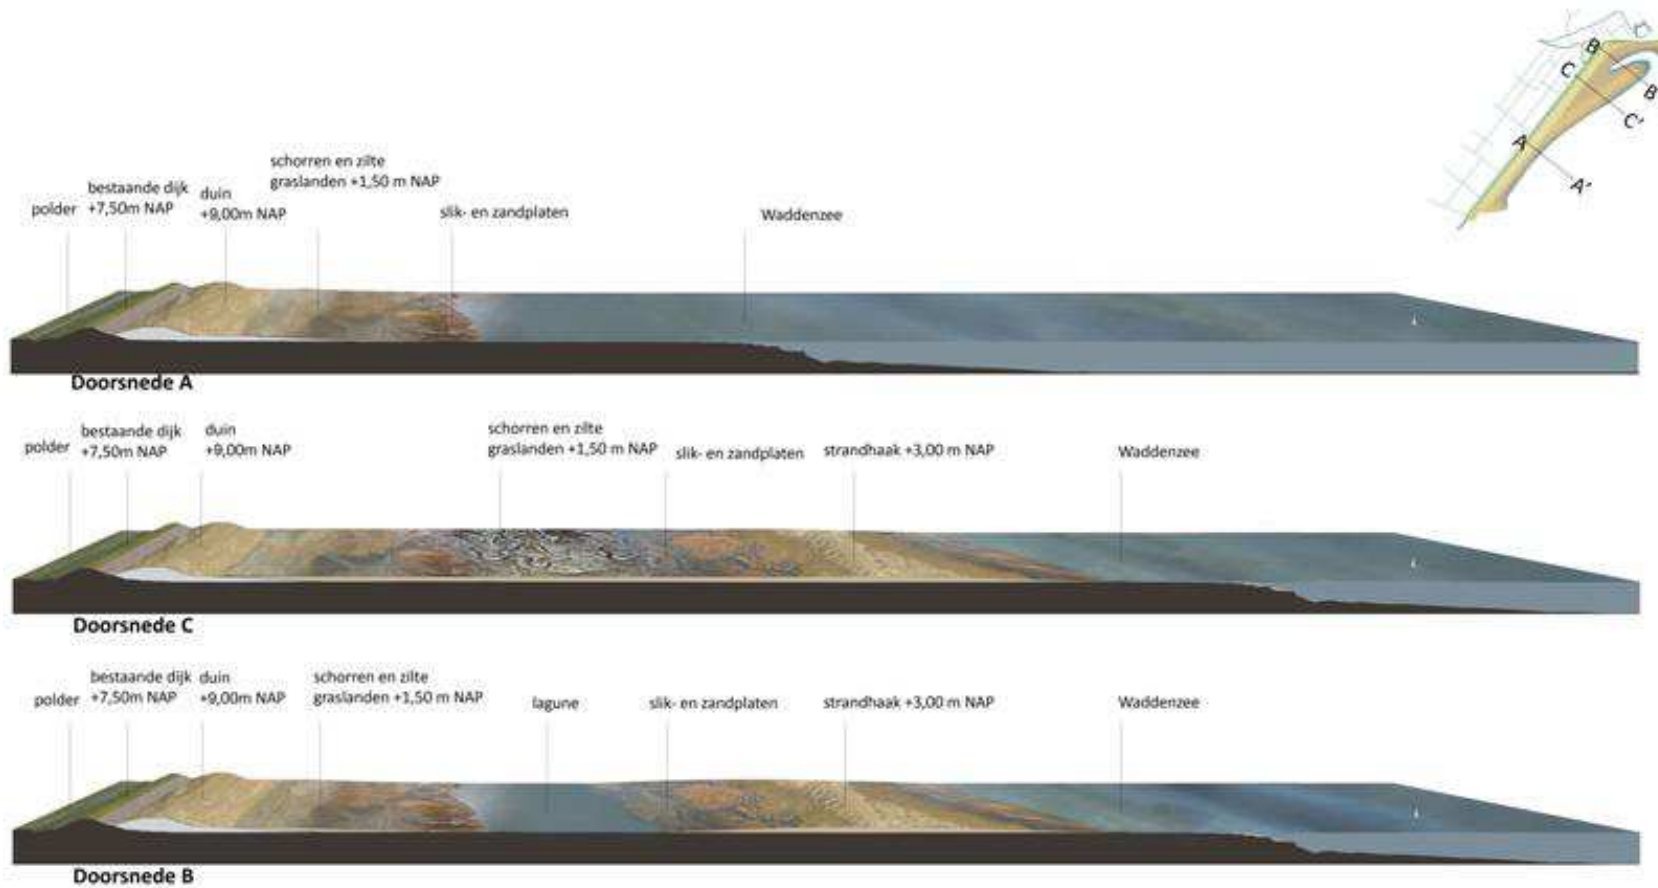 B
C
B
C'
A
A'
schorren en zilte
graslanden +1,50 m NAP
bestaande dijk
+7,50m NAP
duin
+9,00m NAP
polder
slik- en zandplaten
Waddenzee
Doorsnede A
polder
bestaande dijk
+7,50m NAP
duin
+9,00m NAP
schorren en zilte
graslanden +1,50 m NAP
slik- en zandplaten
strandhaak +3,00 m NAP
Waddenzee
Doorsnede C
polder
bestaande dijk
+7,50m NAP
duin
+9,00m NAP
schorren en zilte
graslanden +1,50 m NAP
lagune
slik- en zandplaten
strandhaak +3,00 m NAP
Waddenzee
Doorsnede B